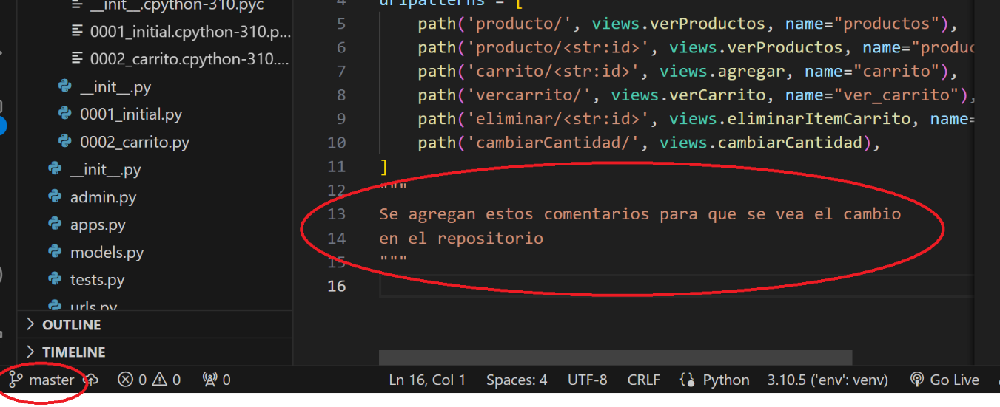 __init__.cpython-310.pyc
0001_initial.cpython-310.p...
0002_carrito.cpython-310....
__init__.py
0001_initial.py
0002_carrito.py
__init__.py
admin.py
apps.py
models.py
tests.py
urls.py
OUTLINE
TIMELINE
4 urlpatterns = [
5 path('producto/', views.verProductos, name="productos"),
6 path('producto/<str:id>', views.verProductos, name="produc
7 path('carrito/<str:id>', views.agregar, name="carrito"),
8 path('vercarrito/', views.verCarrito, name="ver_carrito"),
9 path('eliminar/<str:id>', views.eliminarItemCarrito, name=
10 path('cambiarCantidad/', views.cambiarCantidad),
11 ]
12 """
13 Se agregan estos comentarios para que se vea el cambio
14 en el repositorio
15 """
16
master 0 0 0 Ln 16, Col 1 Spaces: 4 UTF-8 CRLF Python 3.10.5 ('env': venv) Go Live